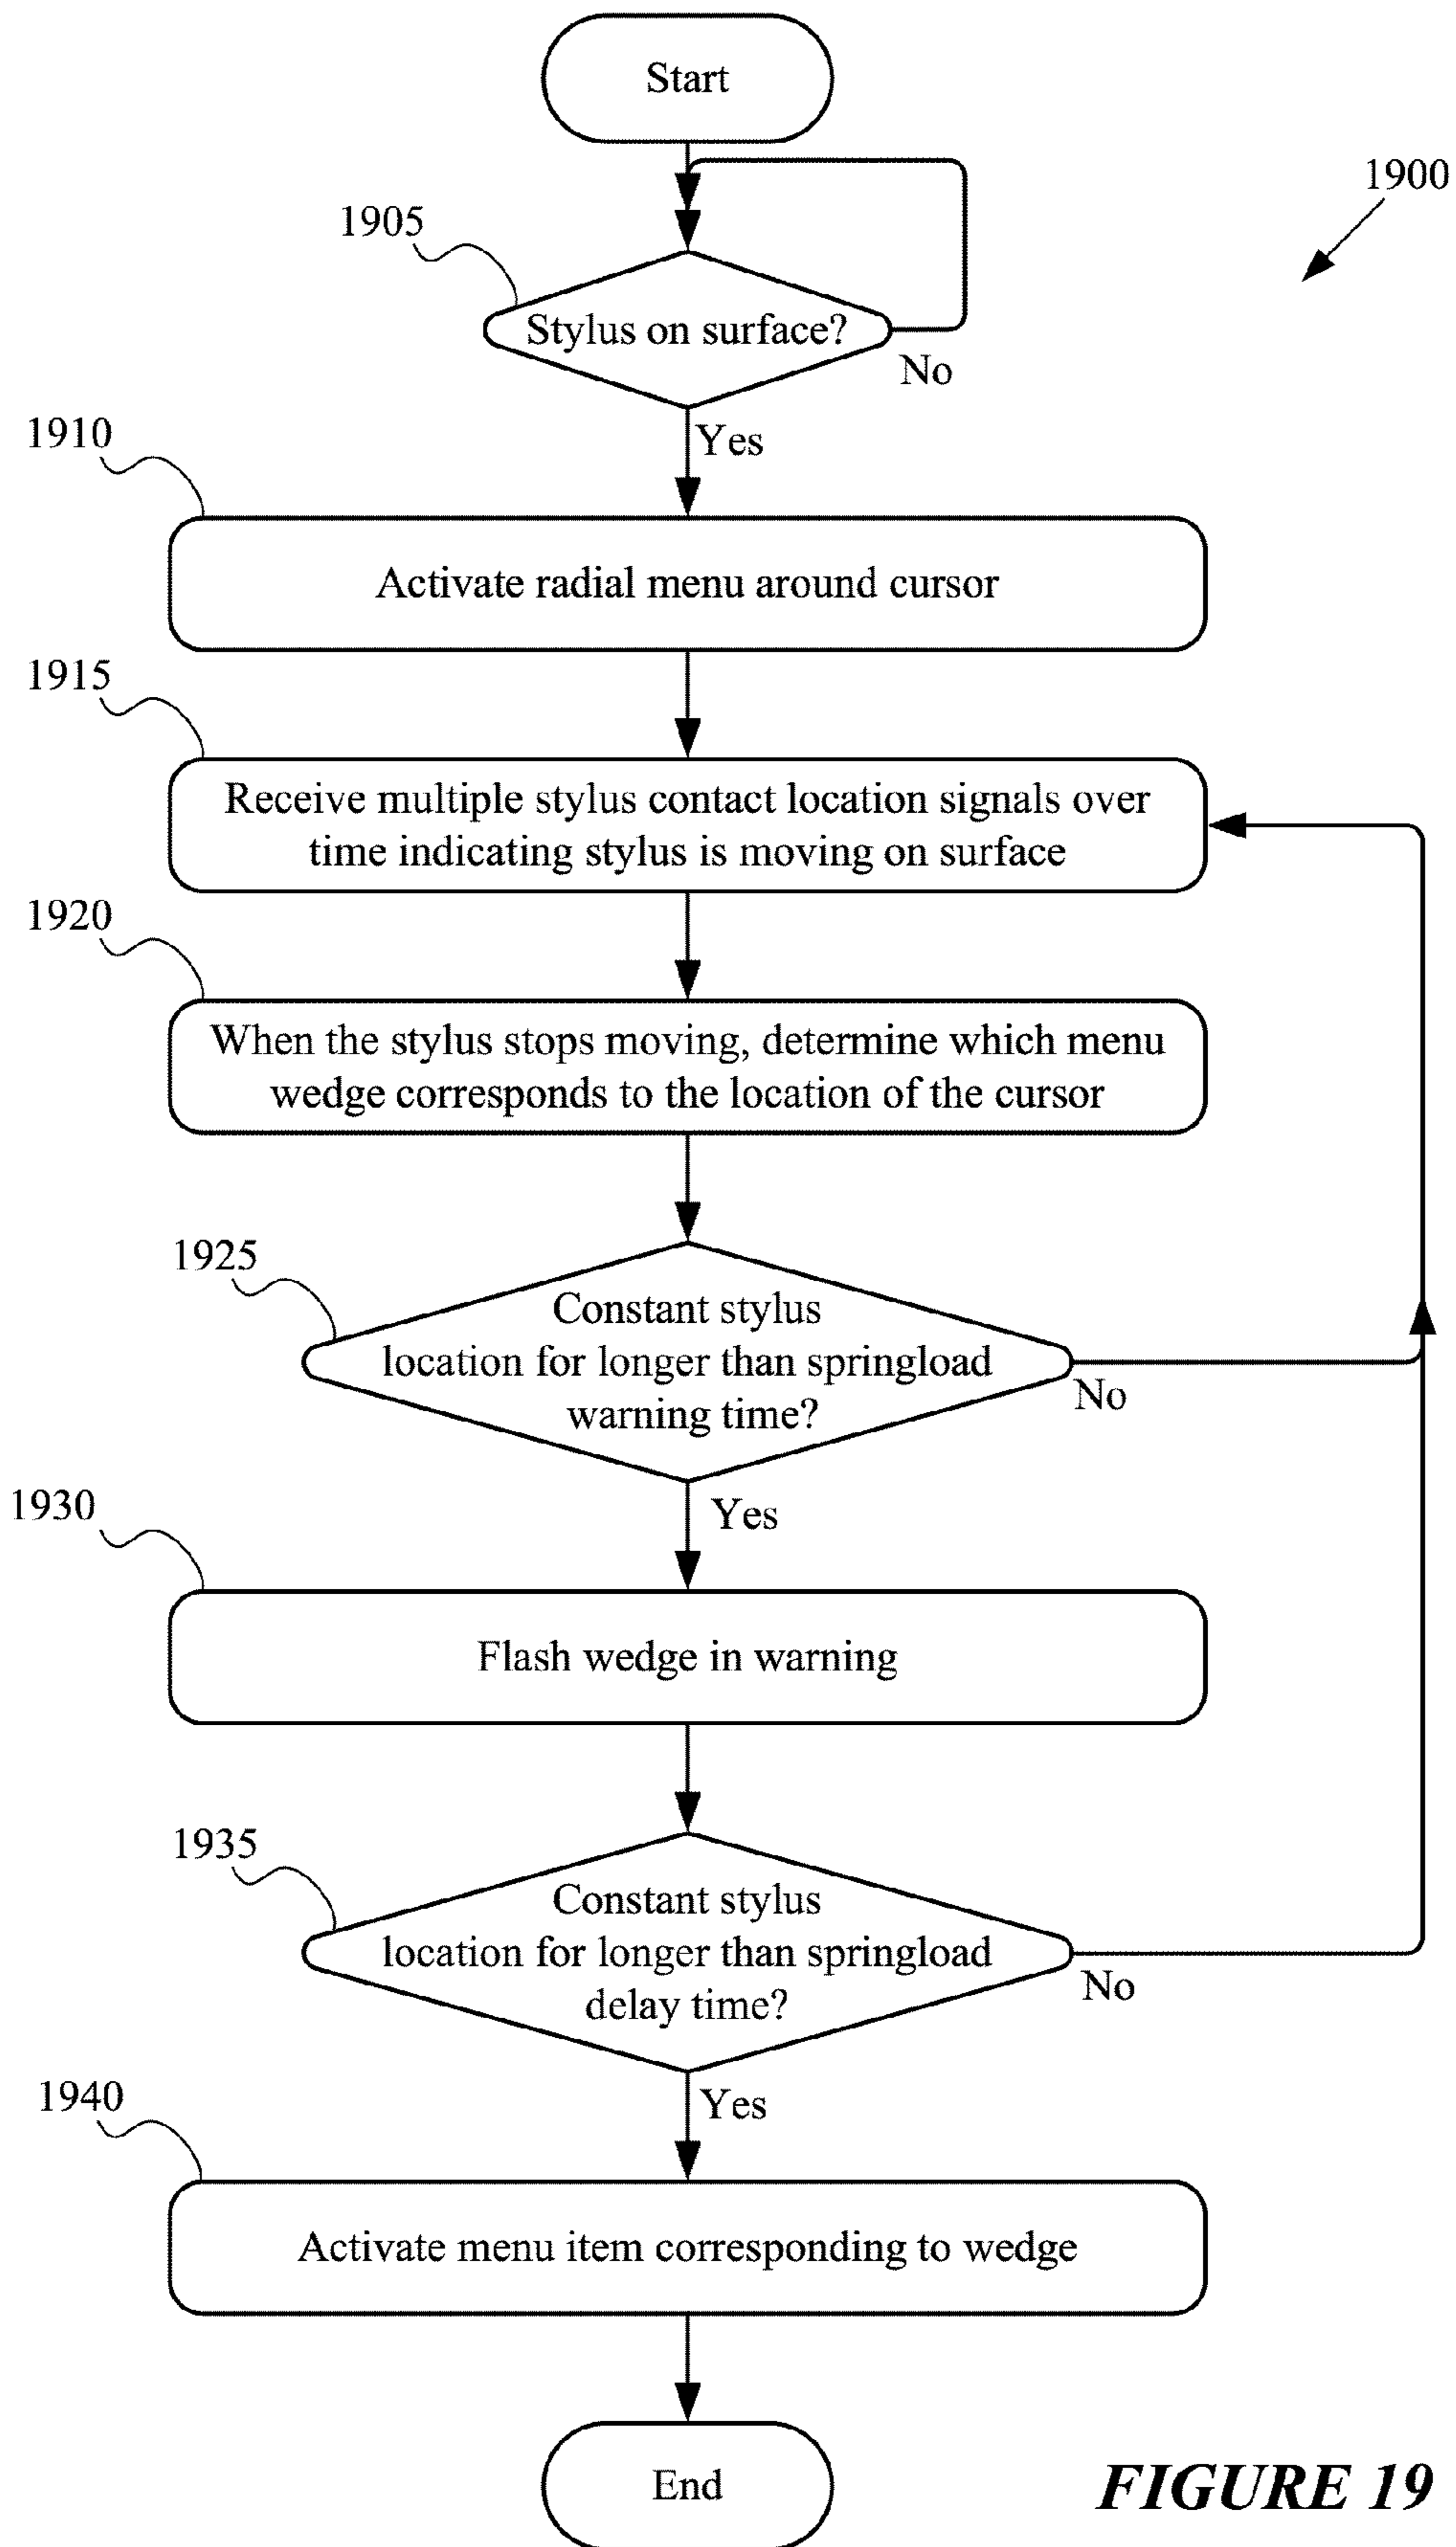 Start
1900
1905
Stylus on surface?
No
Yes
1910
Activate radial menu around cursor
1915
Receive multiple stylus contact location signals over
time indicating stylus is moving on surface
1920
When the stylus stops moving, determine which menu
wedge corresponds to the location of the cursor
1925
Constant stylus
location for longer than springload
warning time?
No
Yes
1930
Flash wedge in warning
1935
Constant stylus
location for longer than springload
delay time?
No
Yes
1940
Activate menu item corresponding to wedge
End
FIGURE 19